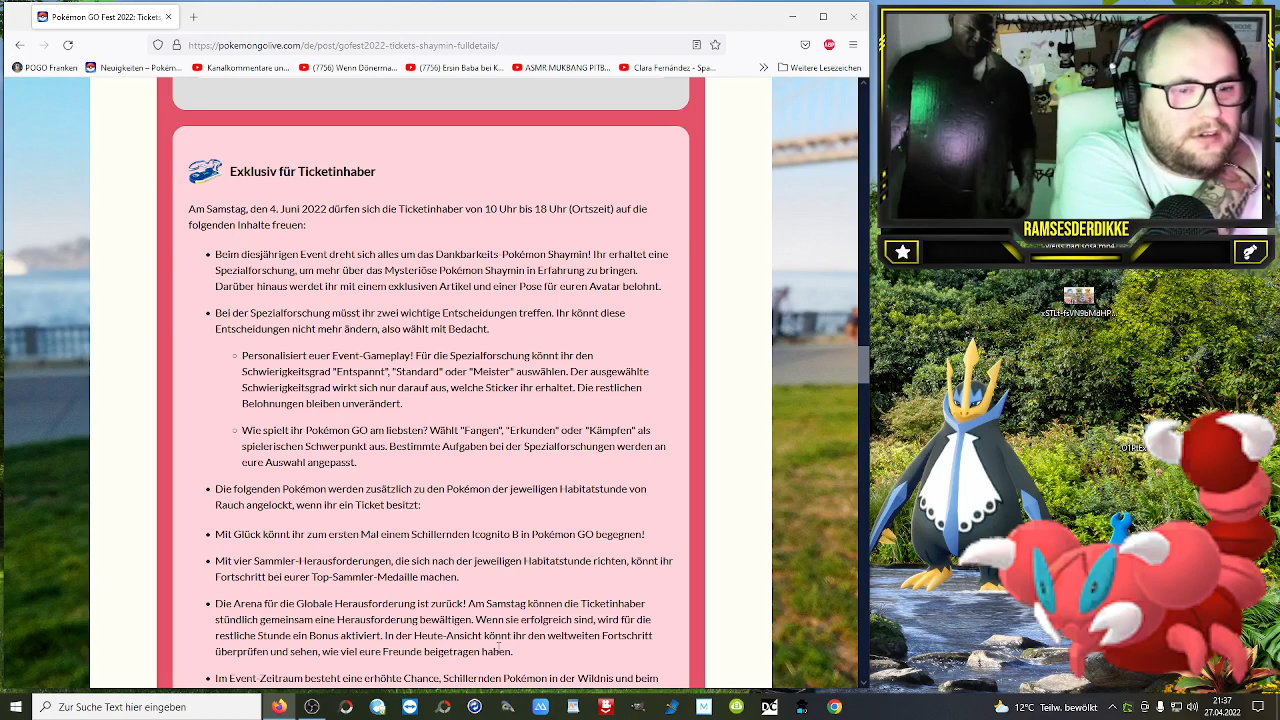 Pokémon GO Fest 2022: Tickets
https://pokemongolive.com/de/post/gofest2022-tickets-shaymin-fulldetails/
POGO Franken
Neuigkeiten – Pokém...
Kanalkommentare un...
(7756) Wenn Germa...
(7756) Ersin Baba bei K...
ASMR MUKBANG PITB...
Clara Fernández - Spa...
Weitere Lesezeichen
Exklusiv für Ticketinhaber
Am Samstag, den 4. Juni 2022 dürfen sich die Ticketinhaber von 10 Uhr bis 18 Uhr (Ortszeit) auf die
folgenden Inhalte freuen:
Beim diesjährigen Event dreht sich alles um das Dankbarkeits-Pokémon Shaymin! Ihr erhaltet eine
Spezialforschung, um mehr über das Mysteriöse Pokémon Shaymin in Erfahrung zu bringen.
Darüber hinaus werdet ihr mit einem exklusiven Artikel und einer Pose für euren Avatar belohnt.
Bei der Spezialforschung müsst ihr zwei wichtige Entscheidungen treffen. Ihr könnt diese
Entscheidungen nicht mehr ändern, also wählt mit Bedacht.
Personalisiert euer Event-Gameplay! Für die Spezialforschung könnt ihr den
Schwierigkeitsgrad "Entspannt", "Standard" oder "Meister" auswählen. Der ausgewählte
Schwierigkeitsgrad wirkt sich nur darauf aus, welche Sticker ihr erhaltet. Die restlichen
Belohnungen bleiben unverändert.
Wie spielt ihr Pokémon GO am liebsten? Wählt "Fangen", "Erkunden" oder "Kämpfen" als
spielerischen Schwerpunkt aus. Bestimmte Aufgaben bei der Spezialforschungen werden an
eure Auswahl angepasst.
Die folgenden Pokémon werden zusätzlich zu den Pokémon der jeweiligen Habitatstunde von
Rauch angelockt, wenn ihr ein Ticket besitzt:
Mit Glück könnt ihr zum ersten Mal einem Schillernden Icognito B in Pokémon GO begegnen!
Mit vier Sammler-Herausforderungen, die sich nach der jeweiligen Habitatstunde richten, könnt ihr
Fortschritt bei eurer Top-Sammler-Medaille machen.
Die Arena für die Globale Herausforderung ist zurück! Am Samstag können die Ticketinhaber
stündlich gemeinsam eine Herausforderung bewältigen. Wenn sie erfolgreich sind, wird für die
restliche Stunde ein Bonus aktiviert. In der Heute-Ansicht könnt ihr den weltweiten Fortschritt
überprüfen und sehen, wie viel eure Freunde beigetragen haben.
Im Event-Zeitraum besteht eine erhöhte Chance, Schillernden Pokémon in der Wildnis und beim
RAMSESDERDIKKE
Zur Suche Text hier eingeben
12°C Teilw. bewölkt
21:37
27.04.2022